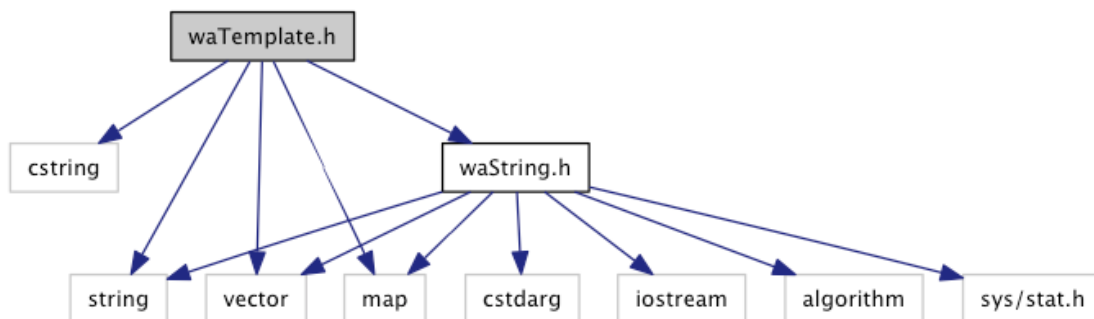 waTemplate.h
cstring
waString.h
string
vector
map
cstdarg
iostream
algorithm
sys/stat.h